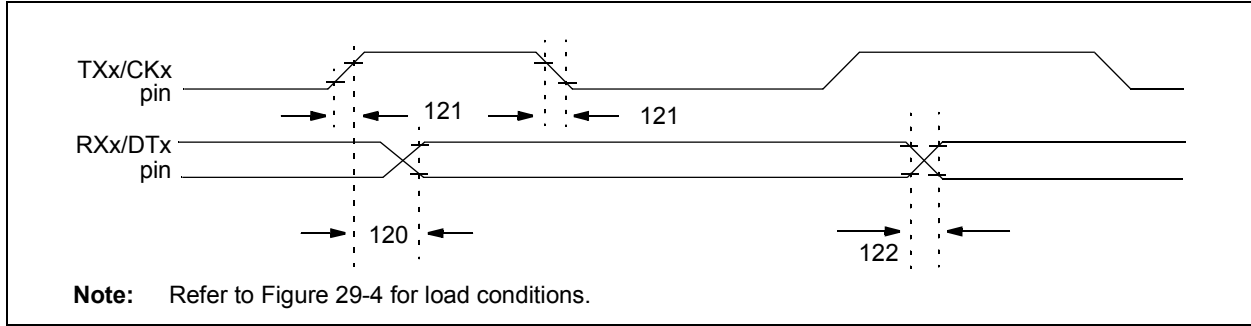 TXx/CKx
pin
121
121
RXx/DTx
pin
120
122
Note: Refer to Figure 29-4 for load conditions.